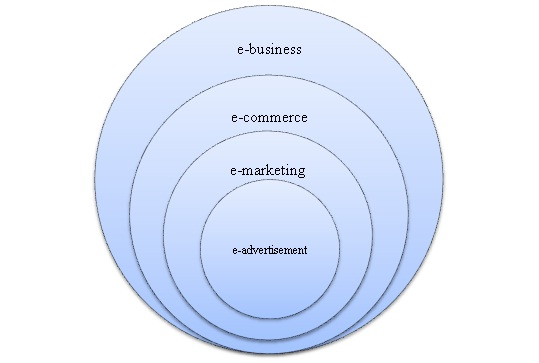 e-business
e-commerce
e-marketing
e-advertisement